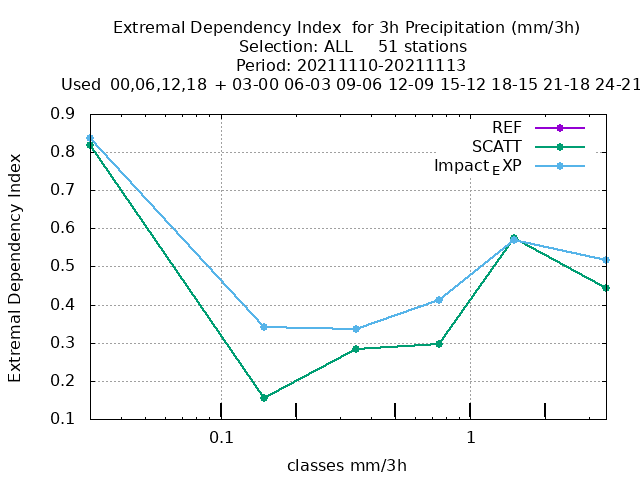 Extremal Dependency Index  for 3h Precipitation (mm/3h)
Selection: ALL     51 stations
Period: 20211110-20211113
Used  00,06,12,18  + 03-00 06-03 09-06 12-09 15-12 18-15 21-18 24-21
REF
SCATT
Impact_EXP
Extremal Dependency Index
0.9
0.8
0.7
0.6
0.5
0.4
0.3
0.2
0.1
0.1 1
classes mm/3h